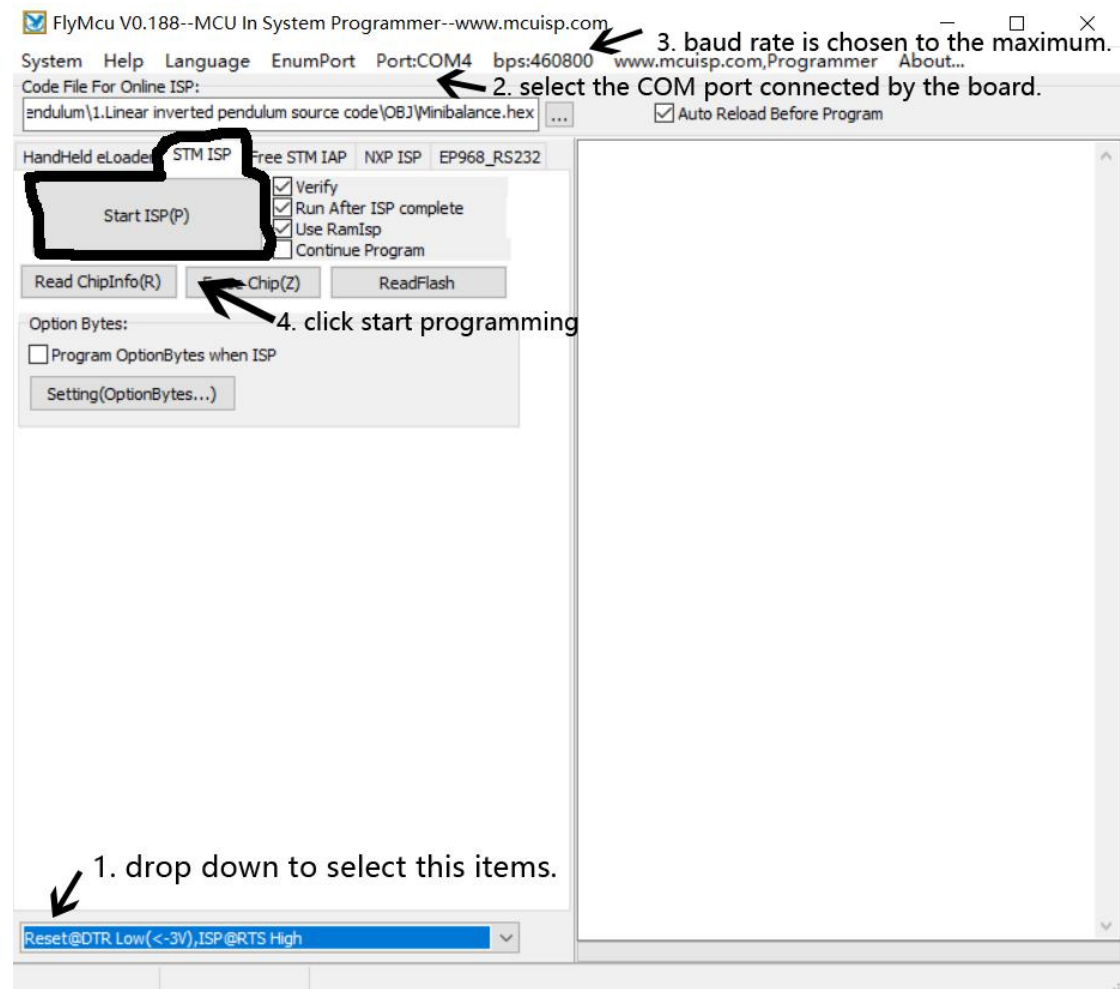 FlyMcu V0.188--MCU In System Programmer--www.mcuisp.com
3. baud rate is chosen to the maximum.
System Help Language EnumPort Port:COM4 bps:460800 www.mcuisp.com,Programmer About...
Code File For Online ISP:
2. select the COM port connected by the board.
endulum\1.Linear inverted pendulum source code\OBJ\Minibalance.hex ...
Auto Reload Before Program
HandHeld eLoader STM ISP Free STM IAP NXP ISP EP968_RS232
Verify
Start ISP(P)
Run After ISP complete
Use RamIsp
Continue Program
Read ChipInfo(R) Chip(Z) ReadFlash
4. click start programming
Option Bytes:
Program OptionBytes when ISP
Setting(OptionBytes...)
1. drop down to select this items.
Reset@DTR Low(<-3V),ISP@RTS High